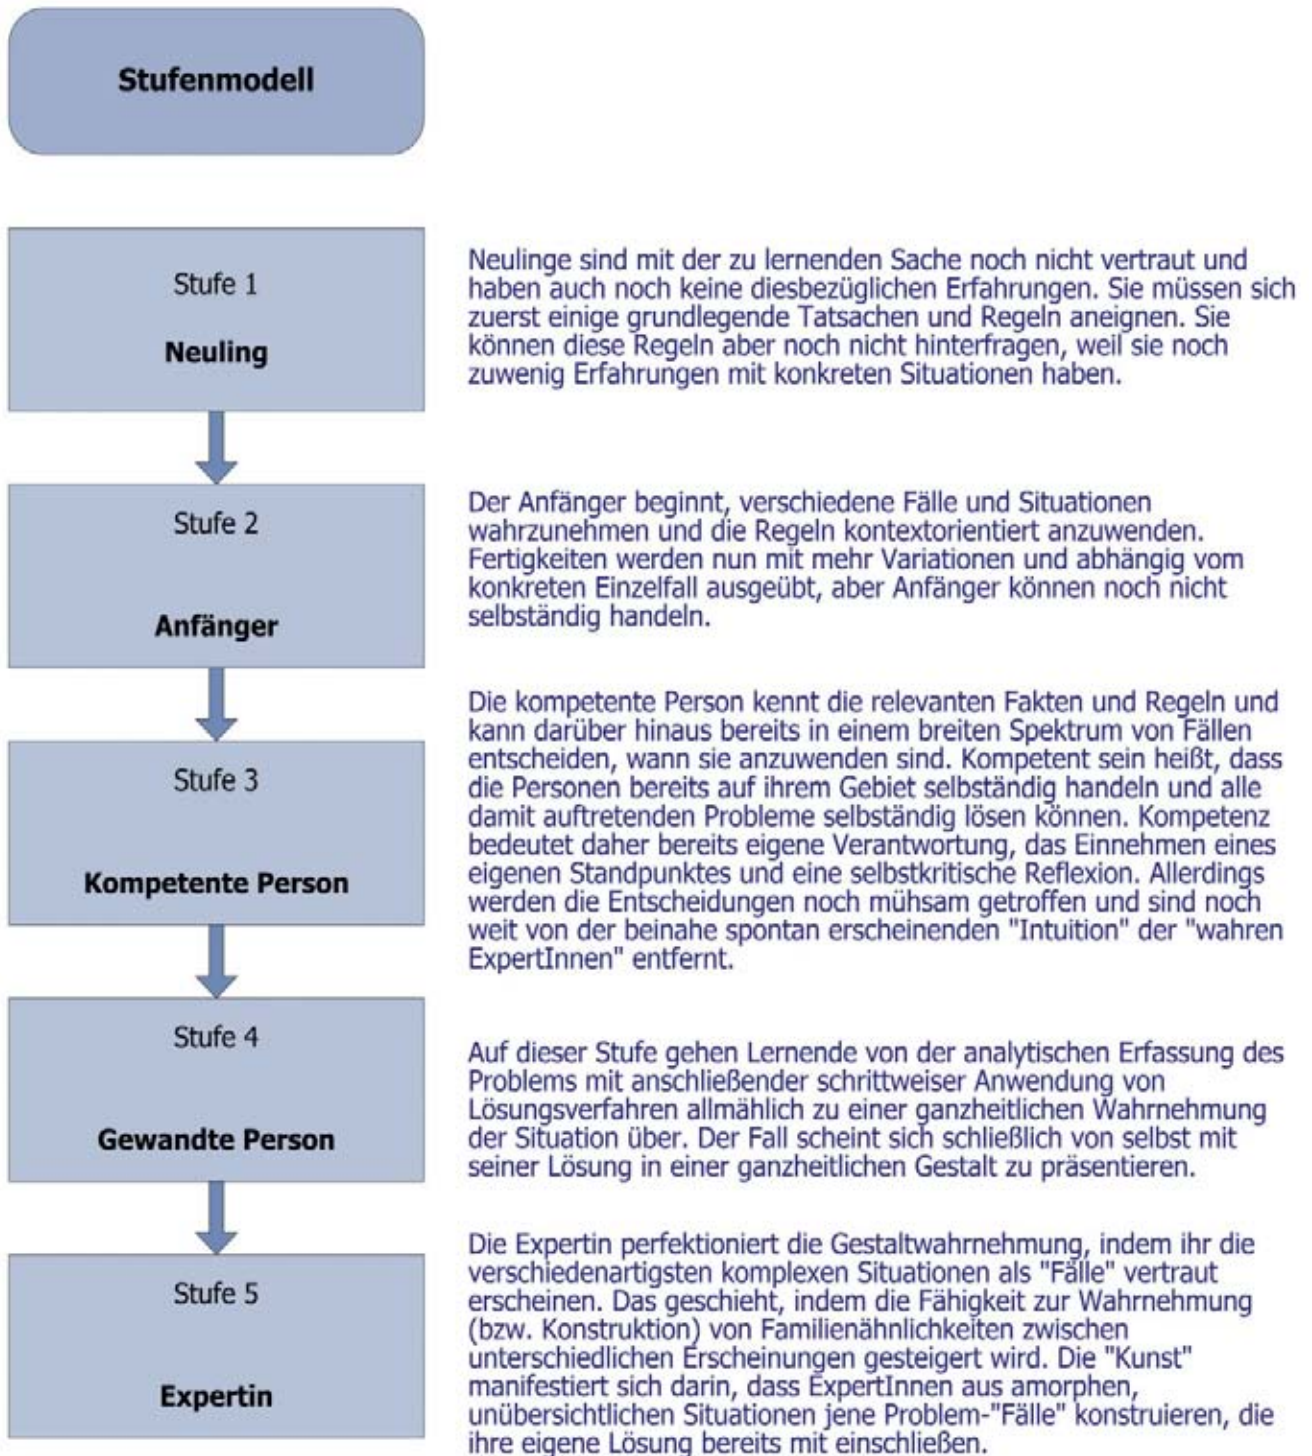 Stufenmodell
Stufe 1
Neuling
Neulinge sind mit der zu lernenden Sache noch nicht vertraut und
haben auch noch keine diesbezüglichen Erfahrungen. Sie müssen sich
zuerst einige grundlegende Tatsachen und Regeln aneignen. Sie
können diese Regeln aber noch nicht hinterfragen, weil sie noch
zuwenig Erfahrungen mit konkreten Situationen haben.
Stufe 2
Anfänger
Der Anfänger beginnt, verschiedene Fälle und Situationen
wahrzunehmen und die Regeln kontextorientiert anzuwenden.
Fertigkeiten werden nun mit mehr Variationen und abhängig vom
konkreten Einzelfall ausgeübt, aber Anfänger können noch nicht
selbständig handeln.
Stufe 3
Kompetente Person
Die kompetente Person kennt die relevanten Fakten und Regeln und
kann darüber hinaus bereits in einem breiten Spektrum von Fällen
entscheiden, wann sie anzuwenden sind. Kompetent sein heißt, dass
die Personen bereits auf ihrem Gebiet selbständig handeln und alle
damit auftretenden Probleme selbständig lösen können. Kompetenz
bedeutet daher bereits eigene Verantwortung, das Einnehmen eines
eigenen Standpunktes und eine selbstkritische Reflexion. Allerdings
werden die Entscheidungen noch mühsam getroffen und sind noch
weit von der beinahe spontan erscheinenden "Intuition" der "wahren
ExpertInnen" entfernt.
Stufe 4
Gewandte Person
Auf dieser Stufe gehen Lernende von der analytischen Erfassung des
Problems mit anschließender schrittweiser Anwendung von
Lösungsverfahren allmählich zu einer ganzheitlichen Wahrnehmung
der Situation über. Der Fall scheint sich schließlich von selbst mit
seiner Lösung in einer ganzheitlichen Gestalt zu präsentieren.
Stufe 5
Expertin
Die Expertin perfektioniert die Gestaltwahrnehmung, indem ihr die
verschiedenartigsten komplexen Situationen als "Fälle" vertraut
erscheinen. Das geschieht, indem die Fähigkeit zur Wahrnehmung
(bzw. Konstruktion) von Familienähnlichkeiten zwischen
unterschiedlichen Erscheinungen gesteigert wird. Die "Kunst"
manifestiert sich darin, dass ExpertInnen aus amorphen,
unübersichtlichen Situationen jene Problem-"Fälle" konstruieren, die
ihre eigene Lösung bereits mit einschließen.